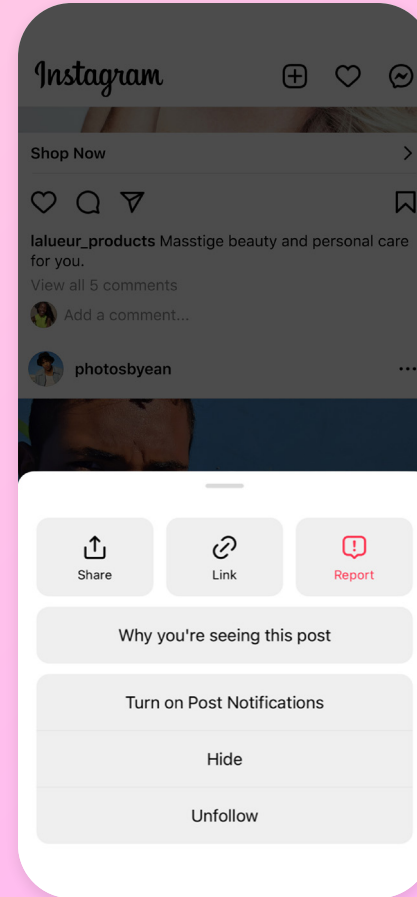 Instagram
Shop Now
lalueur_products Masstige beauty and personal care
for you.
View all 5 comments
Add a comment...
photosbyean
Share
Link
Report
Why you're seeing this post
Turn on Post Notifications
Hide
Unfollow